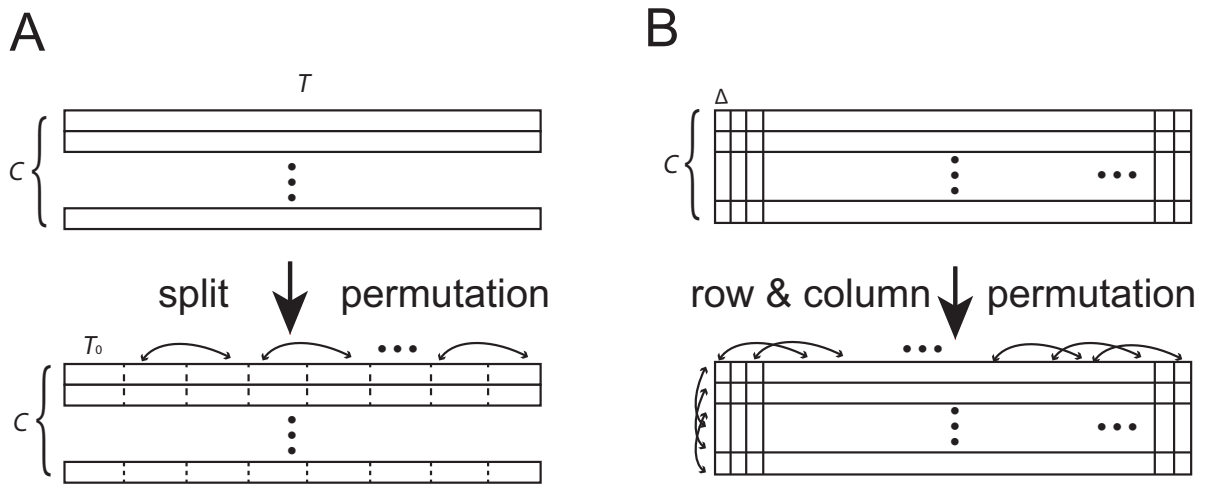 A
B
T
Δ
C
C
split permutation
row & column permutation
T₀
C